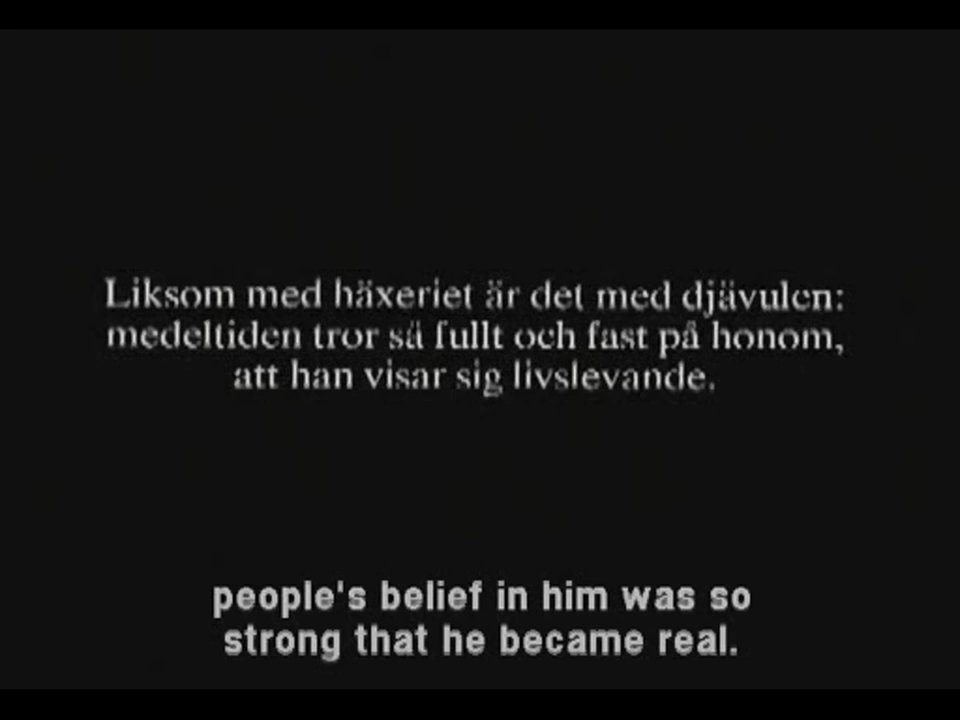 Liksom med häxeriet är det med djävulen:
medeltiden tror så fullt och fast på honom,
att han visar sig livslevande.
people's belief in him was so
strong that he became real.